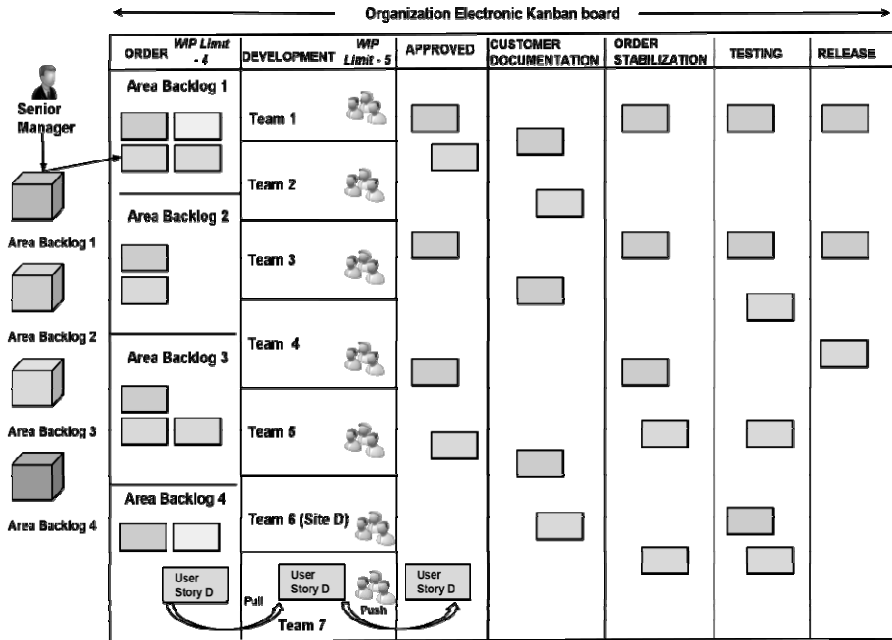 Organization Electronic Kanban board
ORDER
WIP Limit
- 4
DEVELOPMENT
WIP
Limit - 5
APPROVED
CUSTOMER
DOCUMENTATION
ORDER
STABILIZATION
TESTING
RELEASE
Senior
Manager
Area Backlog 1
Area Backlog 2
Area Backlog 3
Area Backlog 4
Area Backlog 1
Area Backlog 2
Area Backlog 3
Area Backlog 4
Team 1
Team 2
Team 3
Team 4
Team 5
Team 6 (Site D)
User
Story D
Pull
User
Story D
Push
User
Story D
Team 7